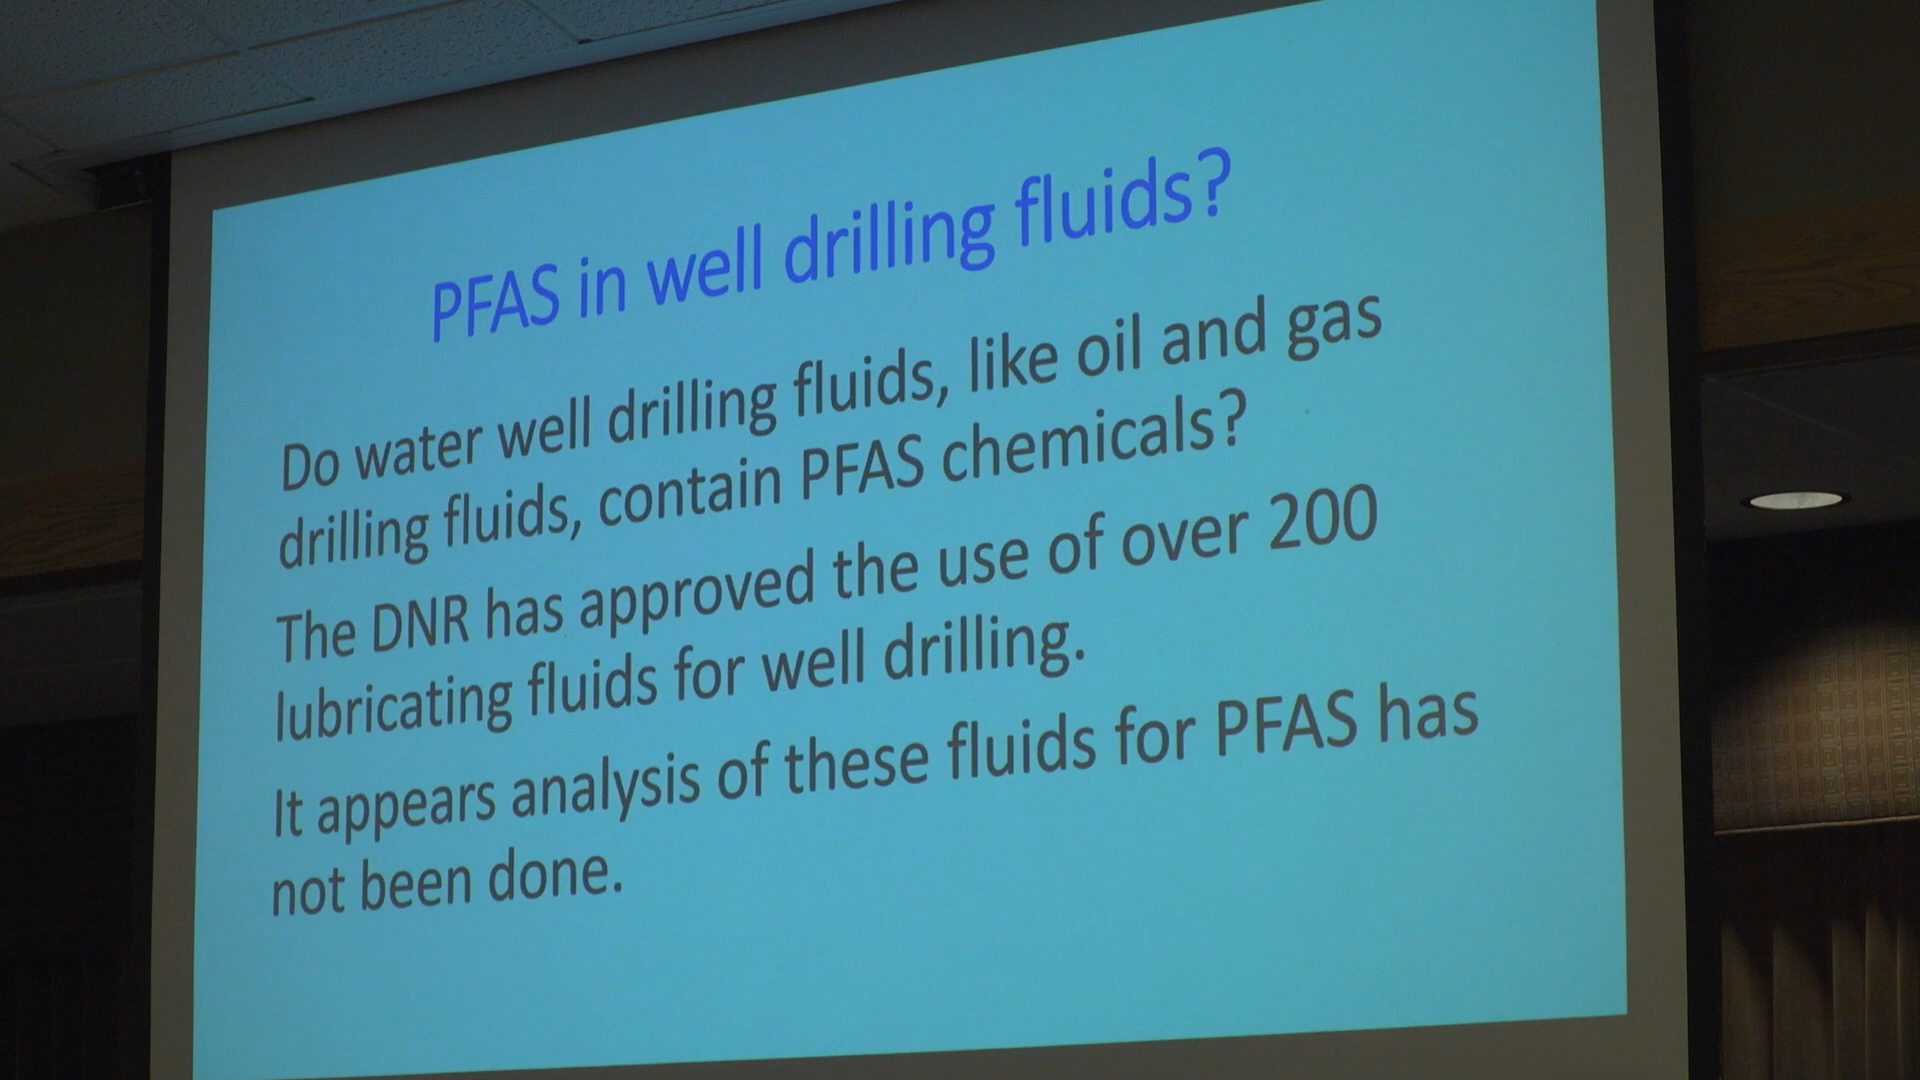 PFAS in well drilling fluids?
Do water well drilling fluids, like oil and gas
drilling fluids, contain PFAS chemicals?
The DNR has approved the use of over 200
lubricating fluids for well drilling.
It appears analysis of these fluids for PFAS has
not been done.